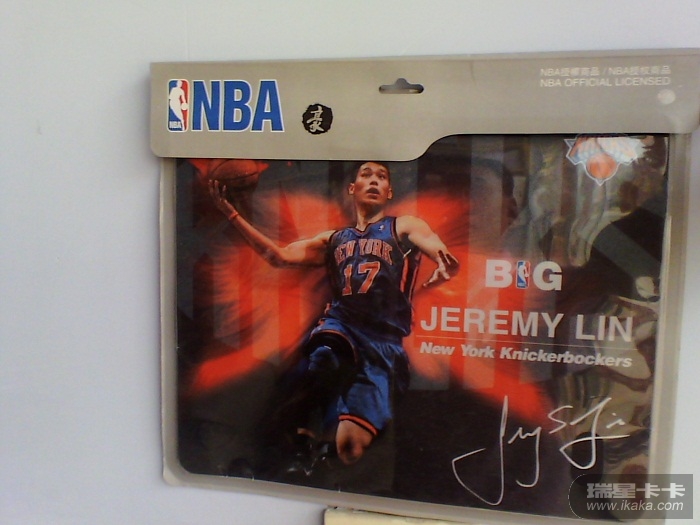 NBA
NBA
NBA授權商品 / NBA授权商品
NBA OFFICIAL LICENSED
NEW YORK
17
BIG
JEREMY LIN
New York Knickerbockers
瑞星卡卡
www.ikaka.com